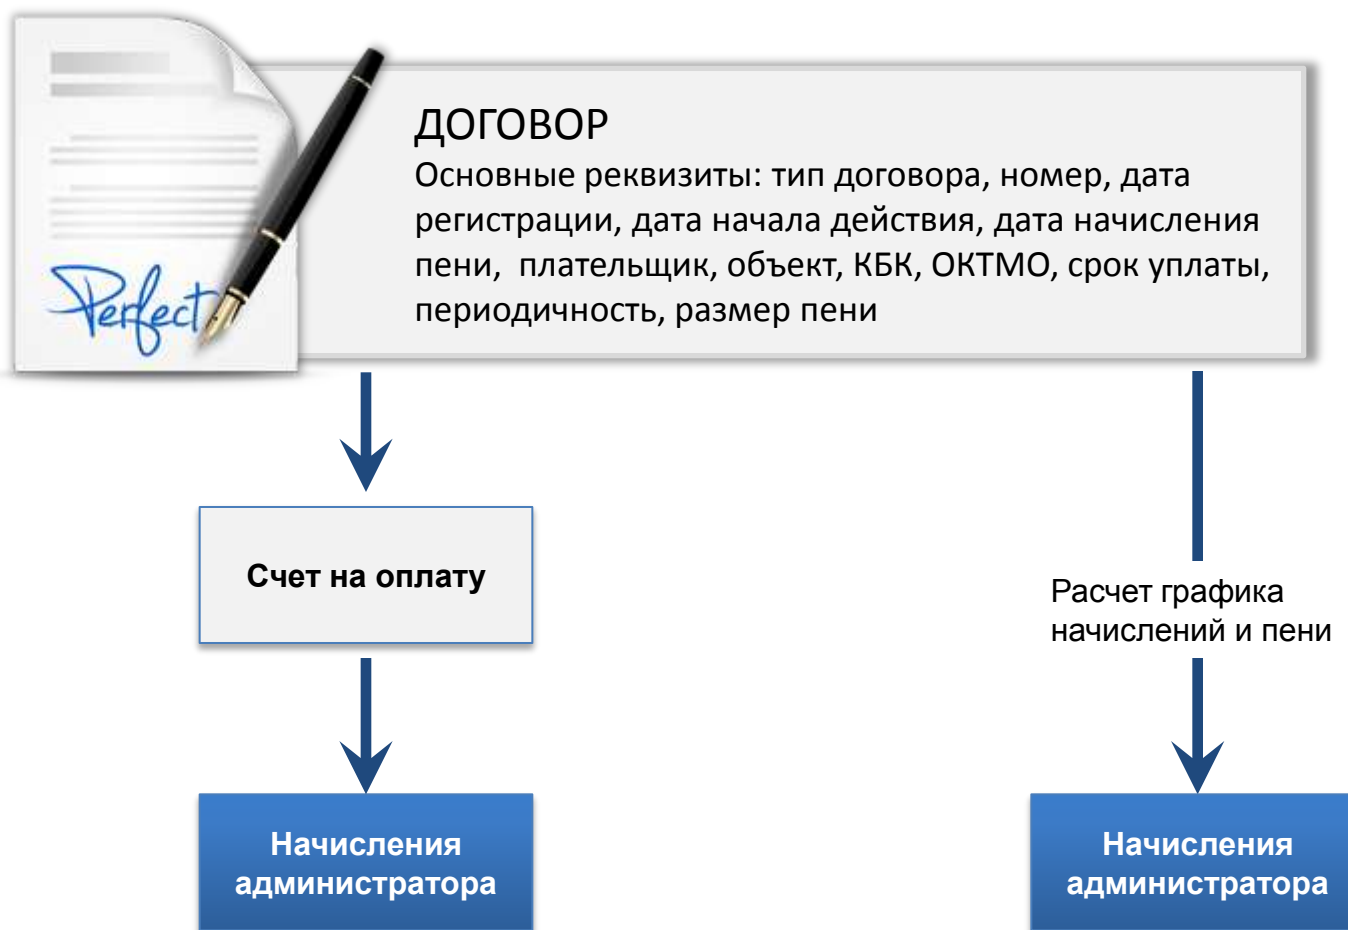 ДОГОВОР
Основные реквизиты: тип договора, номер, дата
регистрации, дата начала действия, дата начисления
пени, плательщик, объект, КБК, ОКТМО, срок уплаты,
периодичность, размер пени
Perfect
Счет на оплату
Расчет графика
начислений и пени
Начисления
администратора
Начисления
администратора